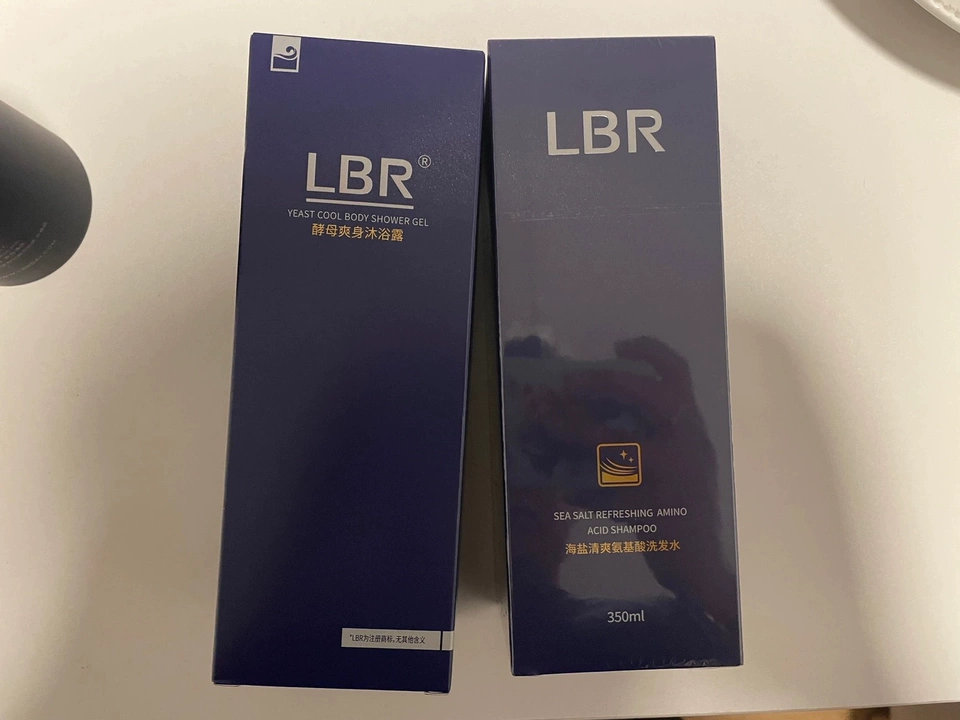 LBR®
YEAST COOL BODY SHOWER GEL
酵母爽身沐浴露
*LBR为注册商标,无其他含义
LBR
SEA SALT REFRESHING AMINO
ACID SHAMPOO
海盐清爽氨基酸洗发水
350ml